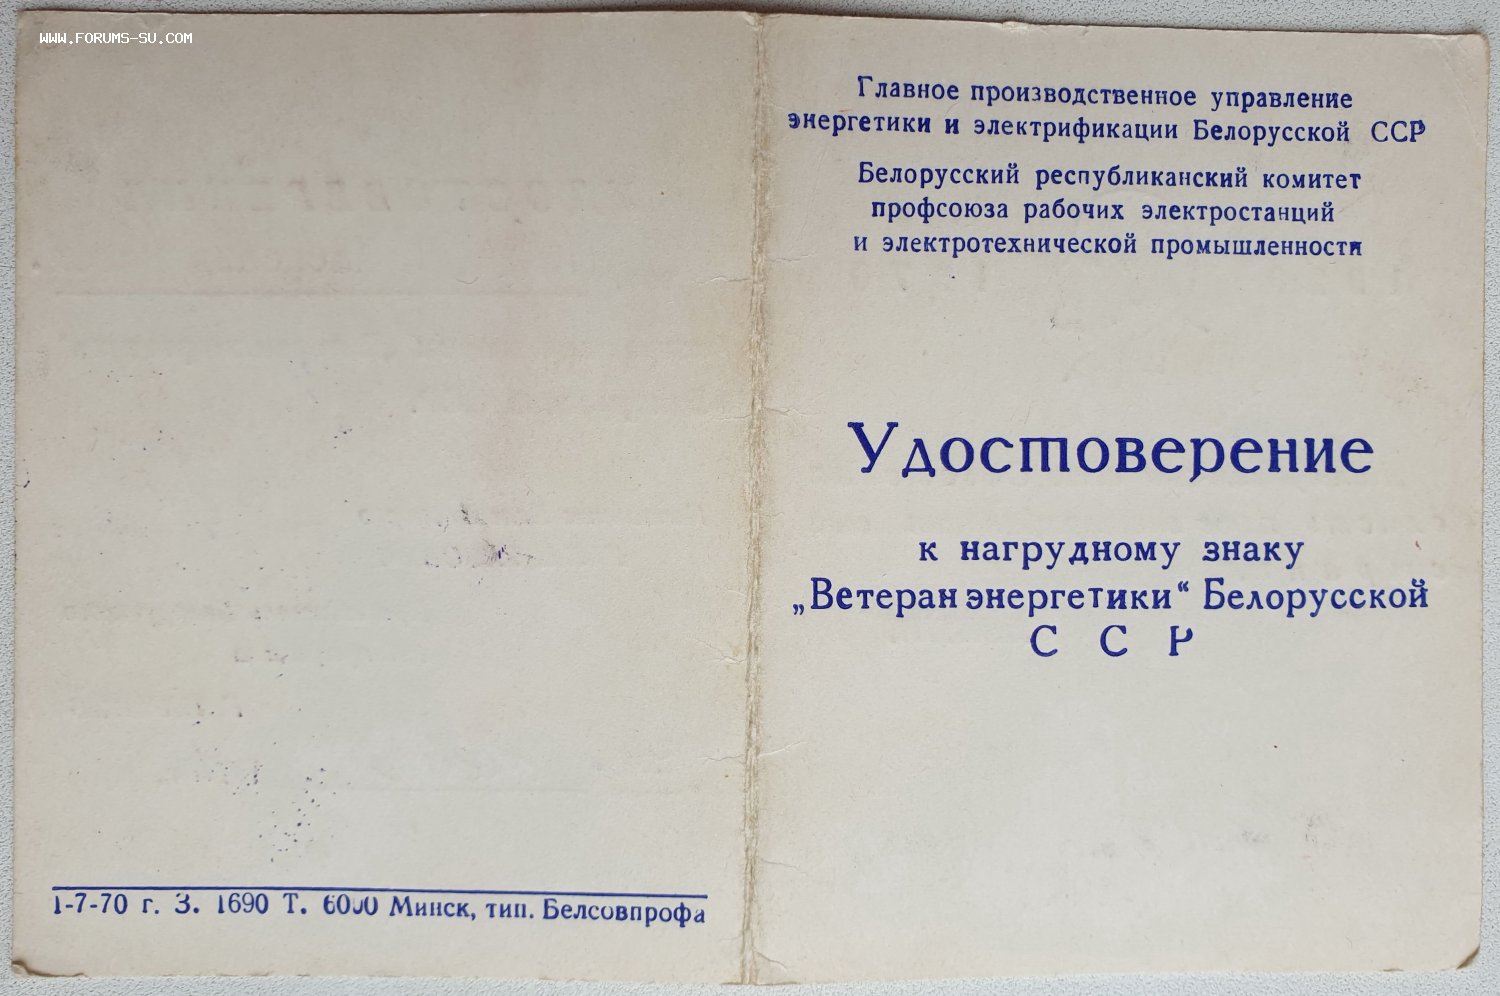 WWW.FORUMS-SU.COM
Главное производственное управление
энергетики и электрификации Белорусской ССР
Белорусский республиканский комитет
профсоюза рабочих электростанций
и электротехнической промышленности
Удостоверение
к нагрудному знаку
„Ветеран энергетики“ Белорусской
С С Р
1-7-70 г. З. 1690 Т. 6000 Минск, тип. Белсовпрофа